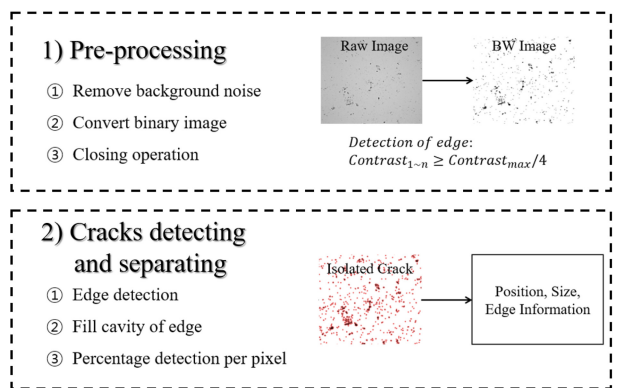 1) Pre-processing
① Remove background noise
② Convert binary image
③ Closing operation
Raw Image
BW Image
Detection of edge:
Contrast₁~ₙ ≥ Contrastₘₐₓ/4
2) Cracks detecting
and separating
① Edge detection
② Fill cavity of edge
③ Percentage detection per pixel
Isolated Crack
Position, Size,
Edge Information